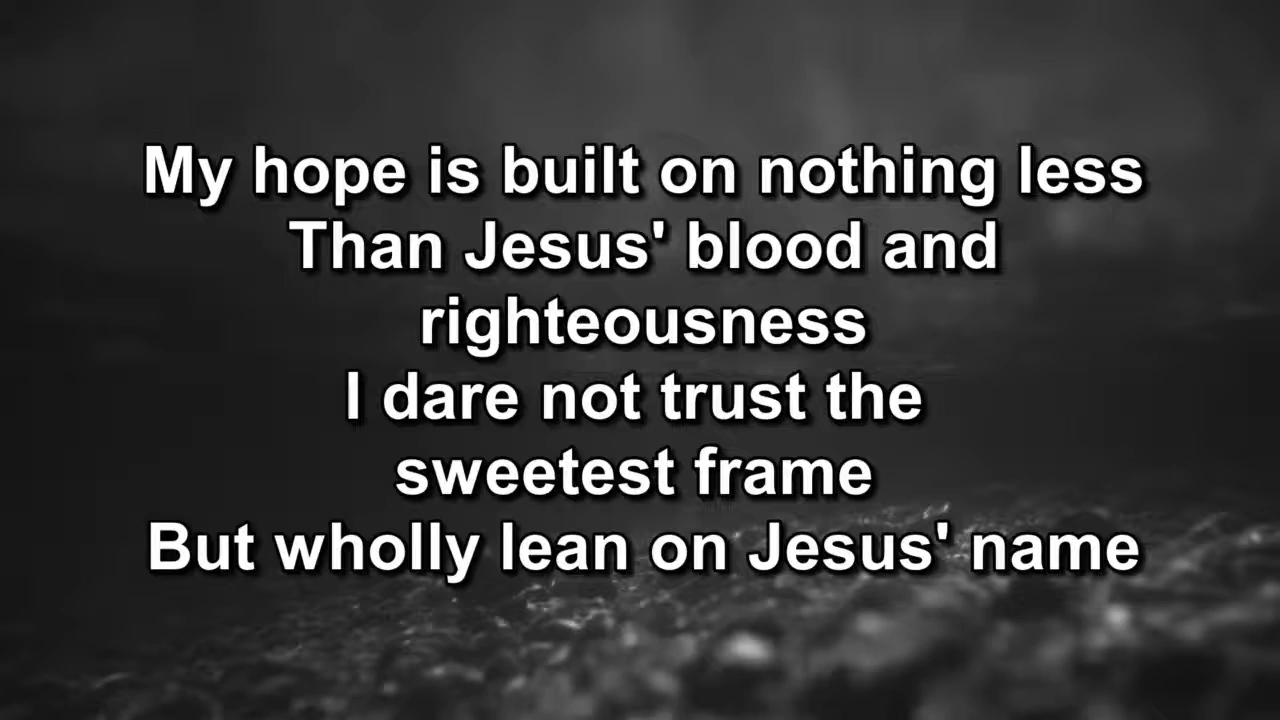 My hope is built on nothing less
Than Jesus' blood and
righteousness
I dare not trust the
sweetest frame
But wholly lean on Jesus' name